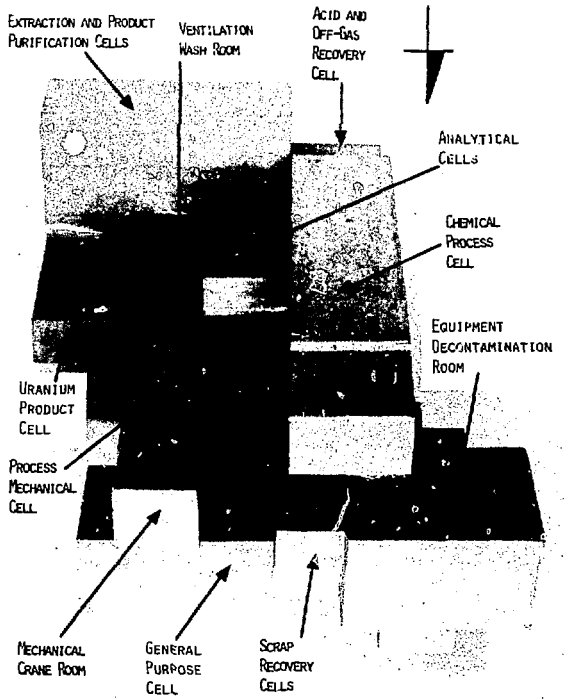 EXTRACTION AND PRODUCT
PURIFICATION CELLS
VENTILATION
WASH ROOM
ACID AND
OFF-GAS
RECOVERY
CELL
ANALYTICAL
CELLS
CHEMICAL
PROCESS
CELL
EQUIPMENT
DECONTAMINATION
ROOM
URANIUM
PRODUCT
CELL
PROCESS
MECHANICAL
CELL
MECHANICAL
CRANE ROOM
GENERAL
PURPOSE
CELL
SCRAP
RECOVERY
CELLS